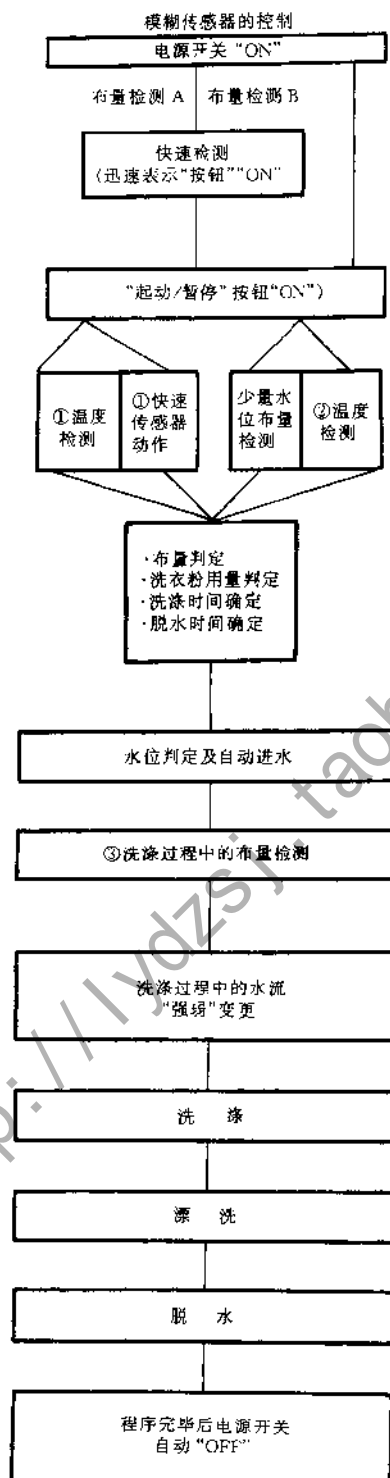 模糊传感器的控制
电源开关“ON”
布量检测 A 布量检测 B
快速检测
(迅速表示“按钮”“ON”
“起动/暂停”按钮“ON”)
①温度
检测
①快速
传感器
动作
少量水
位布量
检测
②温度
检测
·布量判定
·洗衣粉用量判定
·洗涤时间确定
·脱水时间确定
水位判定及自动进水
③洗涤过程中的布量检测
洗涤过程中的水流
“强弱”变更
洗 涤
漂 洗
脱 水
程序完毕后电源开关
自动“OFF”
p://lydzsj.taob